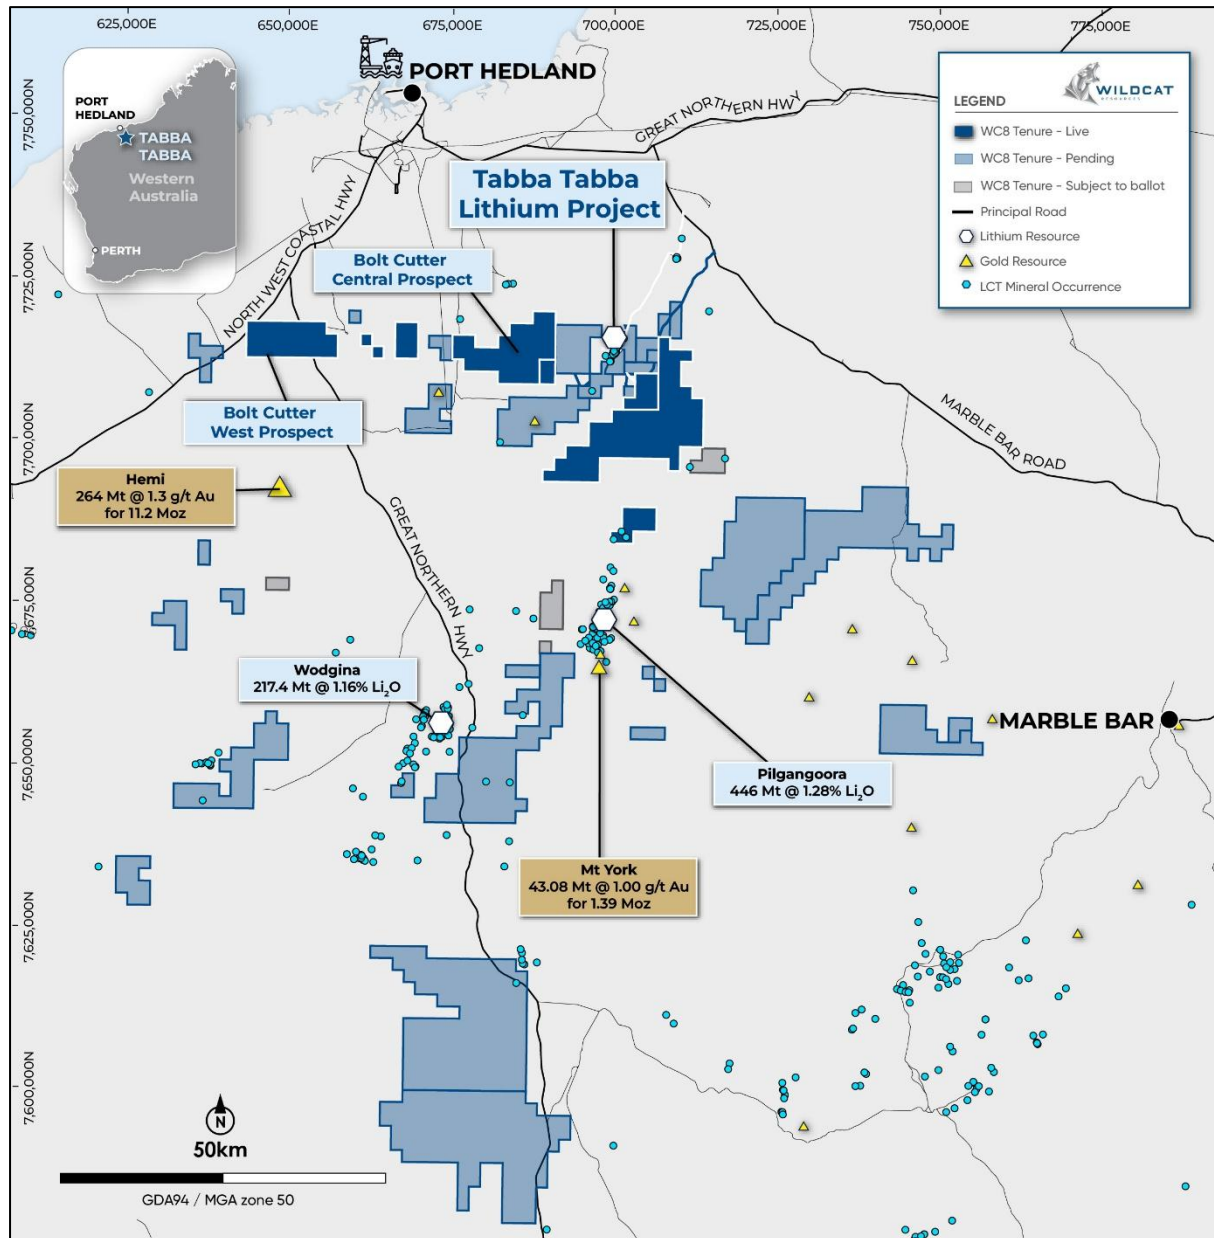 625,000E
650,000E
675,000E
700,000E
725,000E
750,000E
775,000E
PORT HEDLAND
PORT
HEDLAND
TABBA
TABBA
Western
Australia
PERTH
WILDCAT
RESOURCES
LEGEND
WC8 Tenure - Live
WC8 Tenure - Pending
WC8 Tenure - Subject to ballot
Principal Road
Lithium Resource
Gold Resource
LCT Mineral Occurrence
7,750,000N
7,725,000N
7,700,000N
7,675,000N
7,650,000N
7,625,000N
7,600,000N
GREAT NORTHERN HWY
NORTH WEST COASTAL HWY
Tabba Tabba
Lithium Project
Bolt Cutter
Central Prospect
Bolt Cutter
West Prospect
MARBLE BAR ROAD
Hemi
264 Mt @ 1.3 g/t Au
for 11.2 Moz
GREAT NORTHERN HWY
Wodgina
217.4 Mt @ 1.16% Li₂O
MARBLE BAR
Pilgangoora
446 Mt @ 1.28% Li₂O
Mt York
43.08 Mt @ 1.00 g/t Au
for 1.39 Moz
N
50km
GDA94 / MGA zone 50